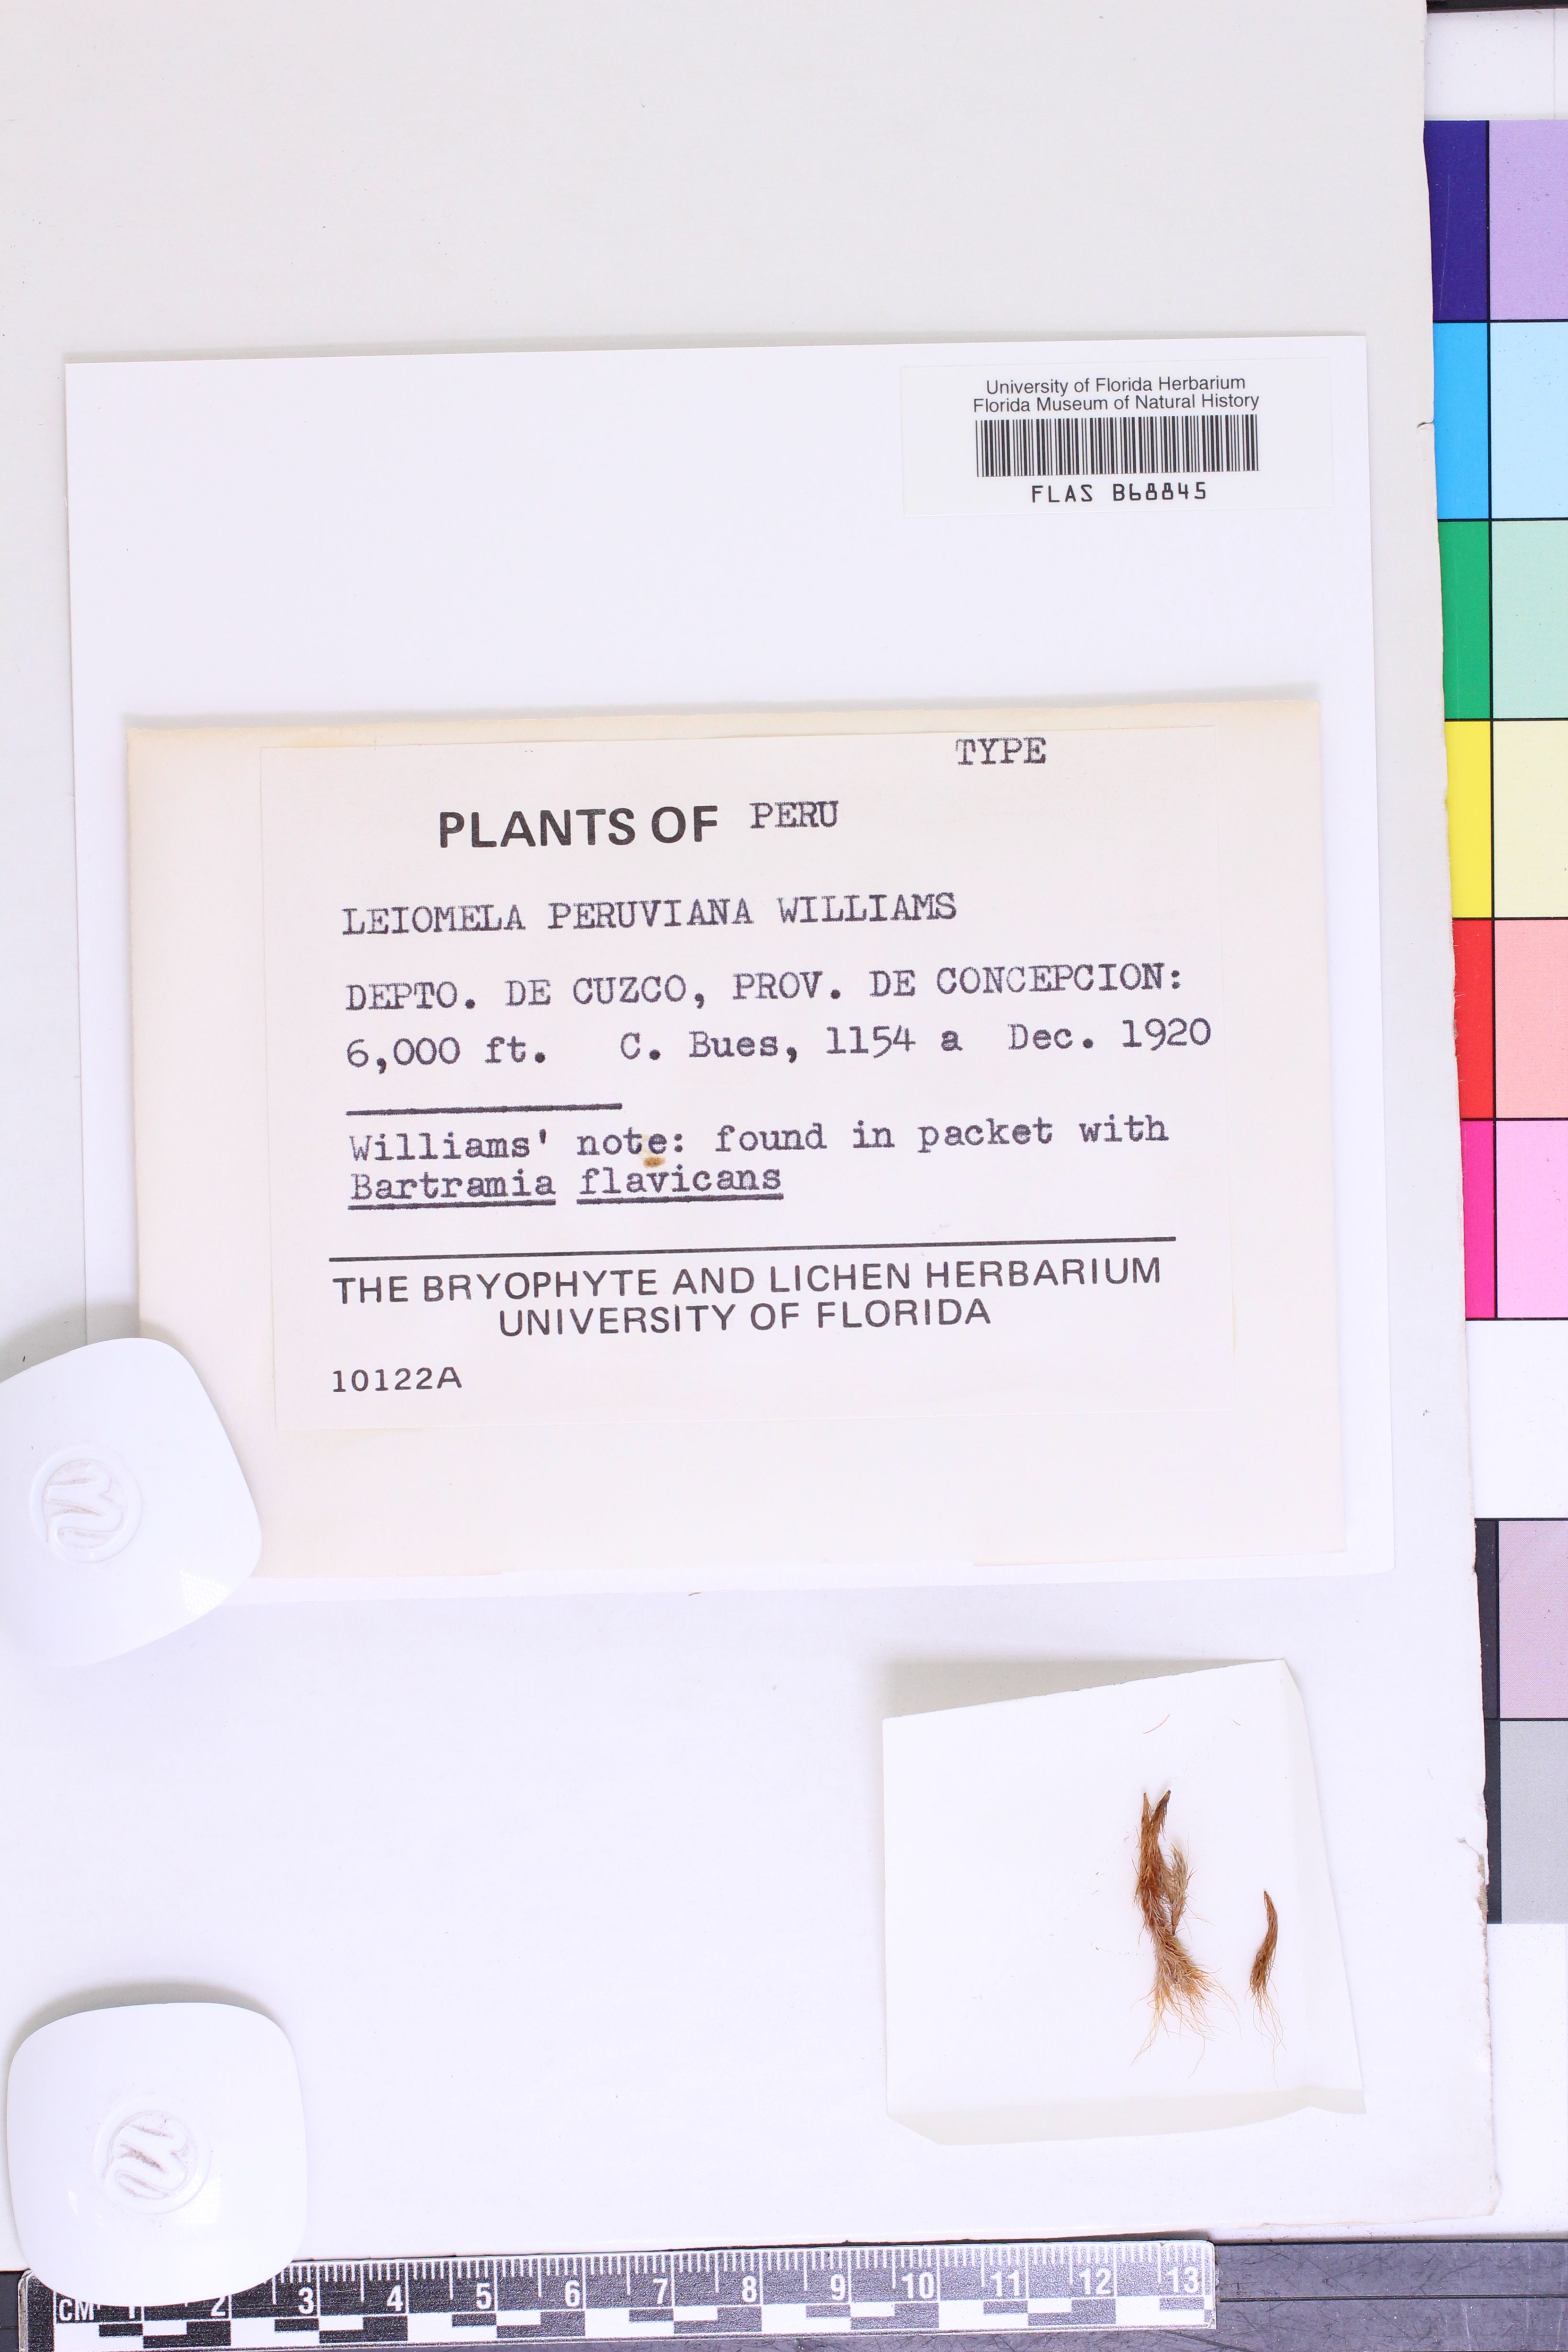 University of Florida Herbarium
Florida Museum of Natural History
FLAS B68845
TYPE
PLANTS OF PERU
LEIOMELA PERUVIANA WILLIAMS
DEPTO. DE CUZCO, PROV. DE CONCEPCION:
6,000 ft. C. Bues, 1154 a Dec. 1920
Williams' note: found in packet with
Bartramia flavicans
THE BRYOPHYTE AND LICHEN HERBARIUM
UNIVERSITY OF FLORIDA
10122A
CM 1 2 3 4 5 6 7 8 9 10 11 12 13